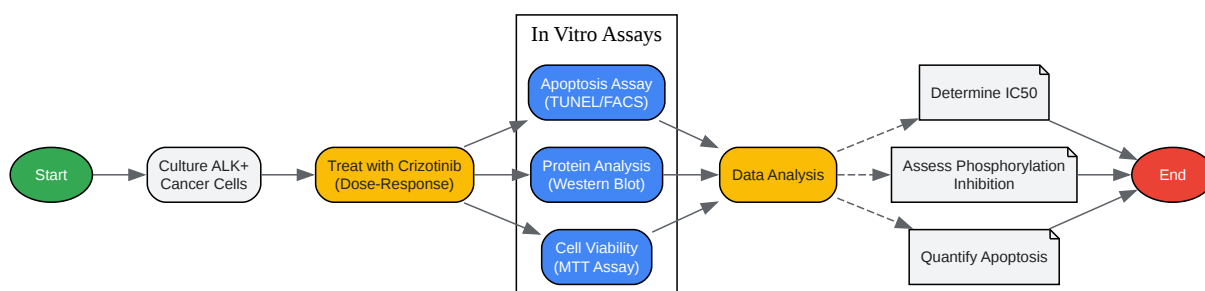 Start
Culture ALK+
Cancer Cells
Treat with Crizotinib
(Dose-Response)
In Vitro Assays
Apoptosis Assay
(TUNEL/FACS)
Protein Analysis
(Western Blot)
Cell Viability
(MTT Assay)
Data Analysis
Determine IC50
Assess Phosphorylation
Inhibition
Quantify Apoptosis
End